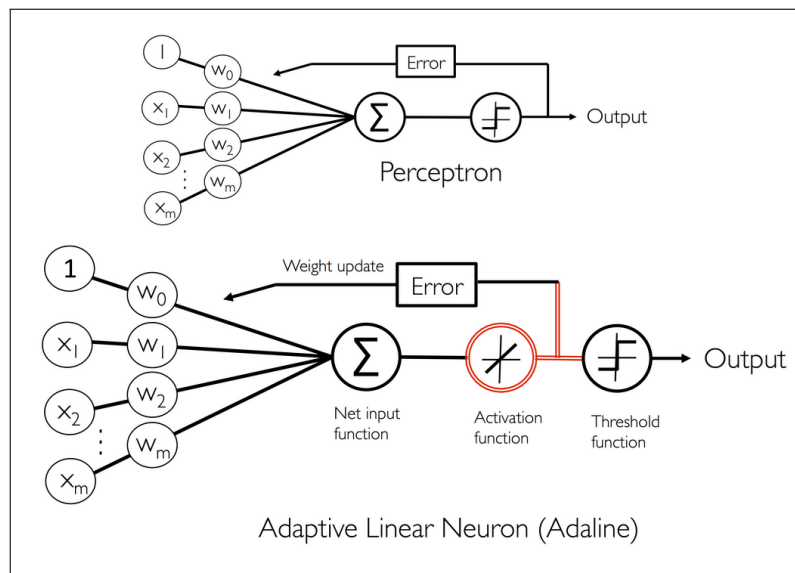 1
w0
Error
x1
w1
Σ
Output
x2
w2
Perceptron
wm
xm
1
Weight update
Error
w0
x1
w1
Σ
Output
x2
w2
Net input
function
Activation
function
Threshold
function
wm
xm
Adaptive Linear Neuron (Adaline)